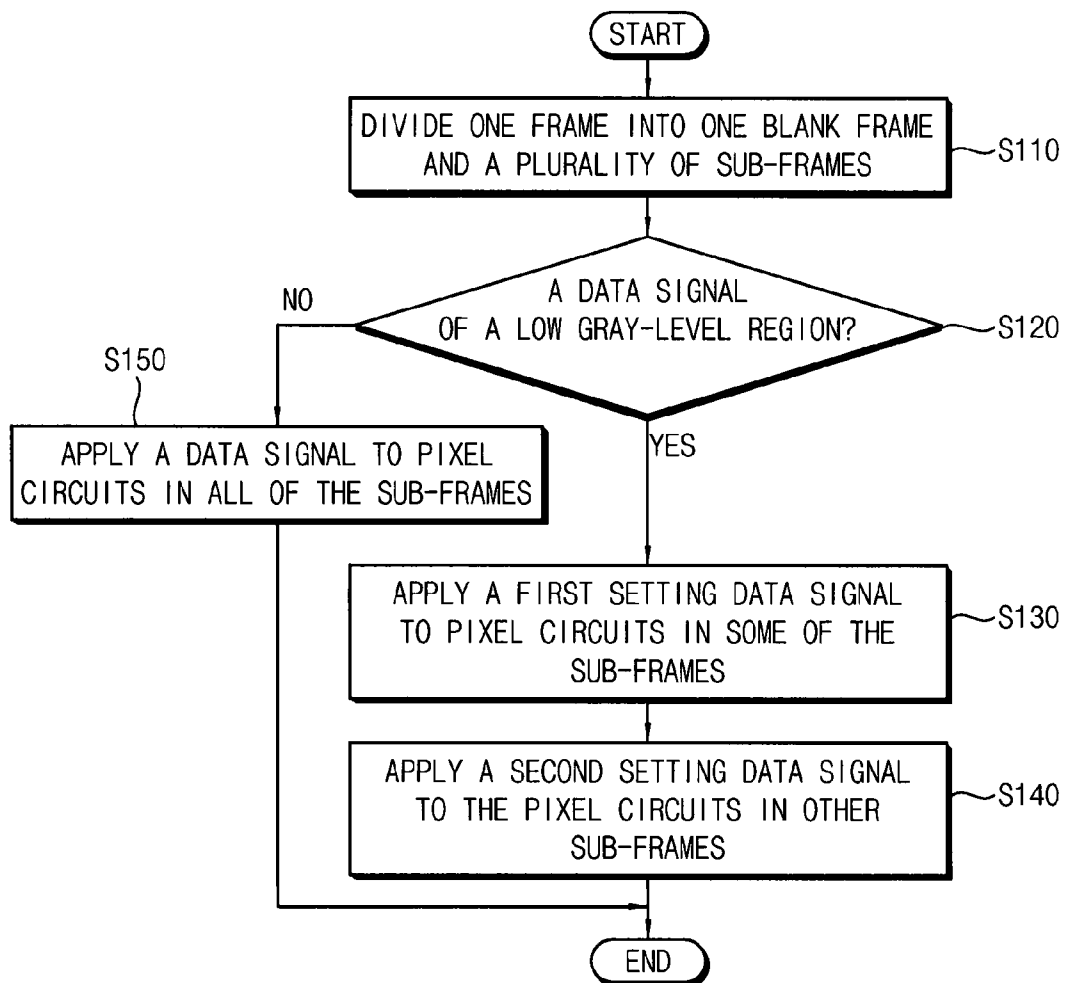 START
DIVIDE ONE FRAME INTO ONE BLANK FRAME
AND A PLURALITY OF SUB-FRAMES
S110
A DATA SIGNAL
OF A LOW GRAY-LEVEL REGION?
S120
NO
YES
S150
APPLY A DATA SIGNAL TO PIXEL
CIRCUITS IN ALL OF THE SUB-FRAMES
APPLY A FIRST SETTING DATA SIGNAL
TO PIXEL CIRCUITS IN SOME OF THE
SUB-FRAMES
S130
APPLY A SECOND SETTING DATA SIGNAL
TO THE PIXEL CIRCUITS IN OTHER
SUB-FRAMES
S140
END